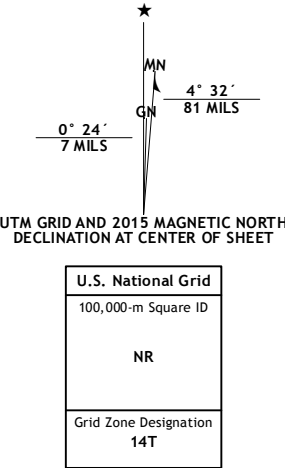 ★
MN
4° 32´
81 MILS
GN
0° 24´
7 MILS
UTM GRID AND 2015 MAGNETIC NORTH
DECLINATION AT CENTER OF SHEET
U.S. National Grid
100,000-m Square ID
NR
Grid Zone Designation
14T